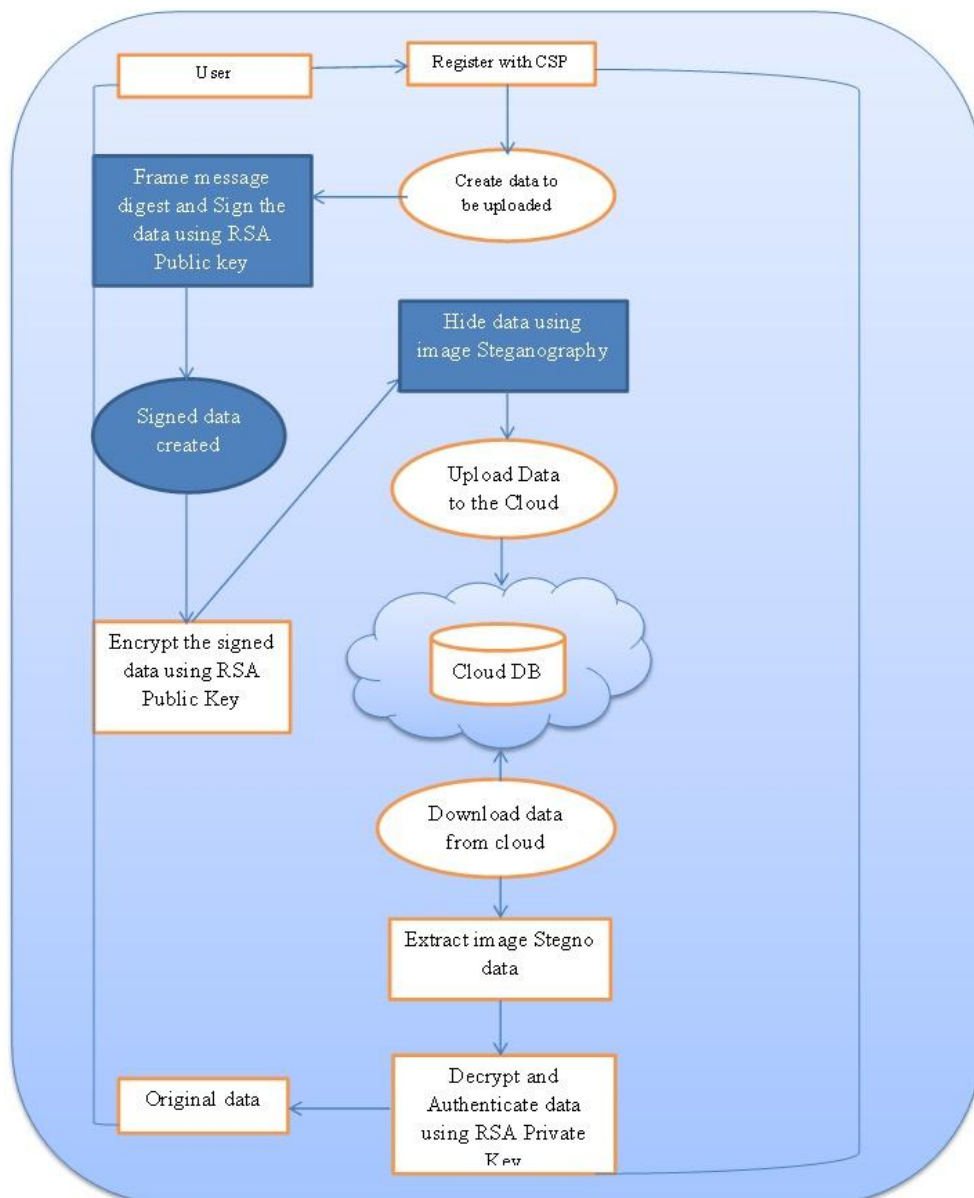 User
Register with CSP
Create data to
be uploaded
Frame message
digest and Sign the
data using RSA
Public key
Hide data using
image Steganography
Signed data
created
Upload Data
to the Cloud
Encrypt the signed
data using RSA
Public Key
Cloud DB
Download data
from cloud
Extract image Stegno
data
Decrypt and
Authenticate data
using RSA Private
Key
Original data